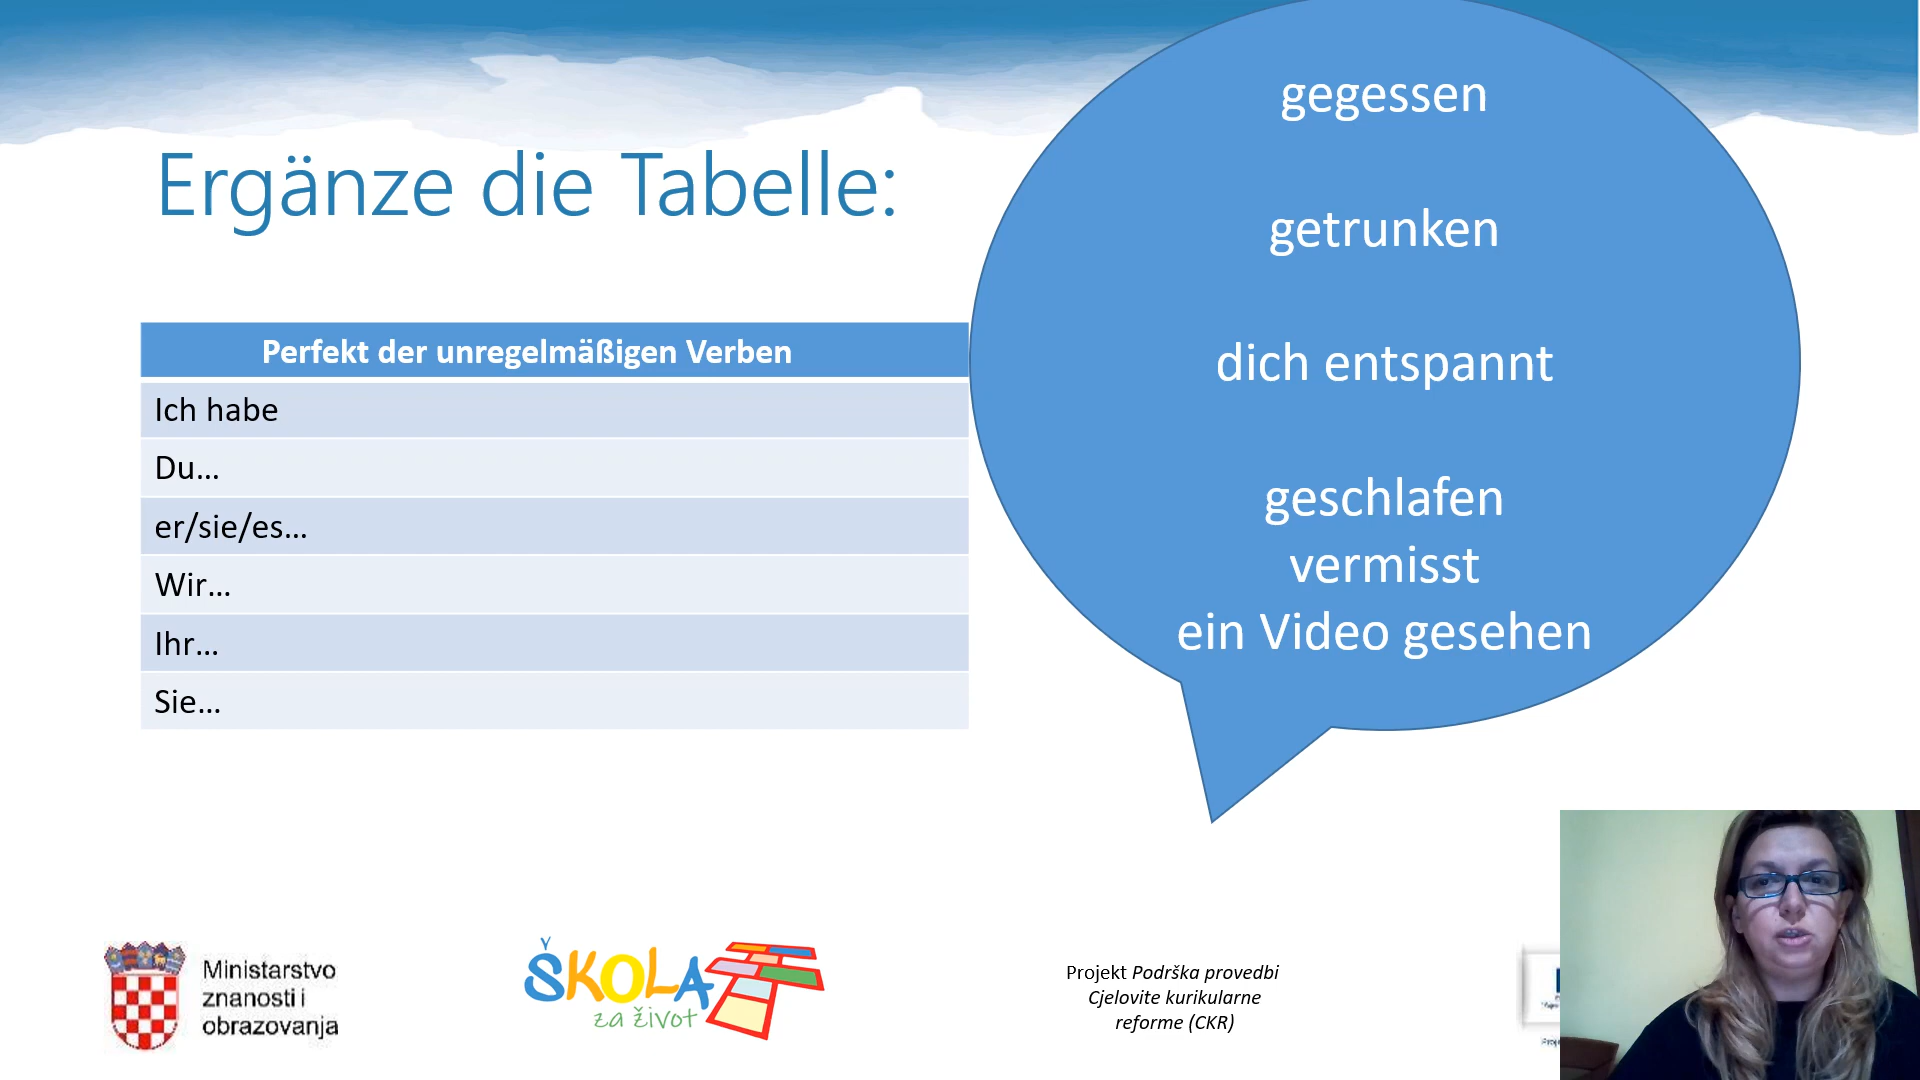 Ergänze die Tabelle:
Perfekt der unregelmäßigen Verben
Ich habe
Du...
er/sie/es...
Wir...
Ihr...
Sie...
gegessen
getrunken
dich entspannt
geschlafen
vermisst
ein Video gesehen
Ministarstvo
znanosti i
obrazovanja
ŠKOLA
za život
Projekt Podrška provedbi
Cjelovite kurikularne
reforme (CKR)